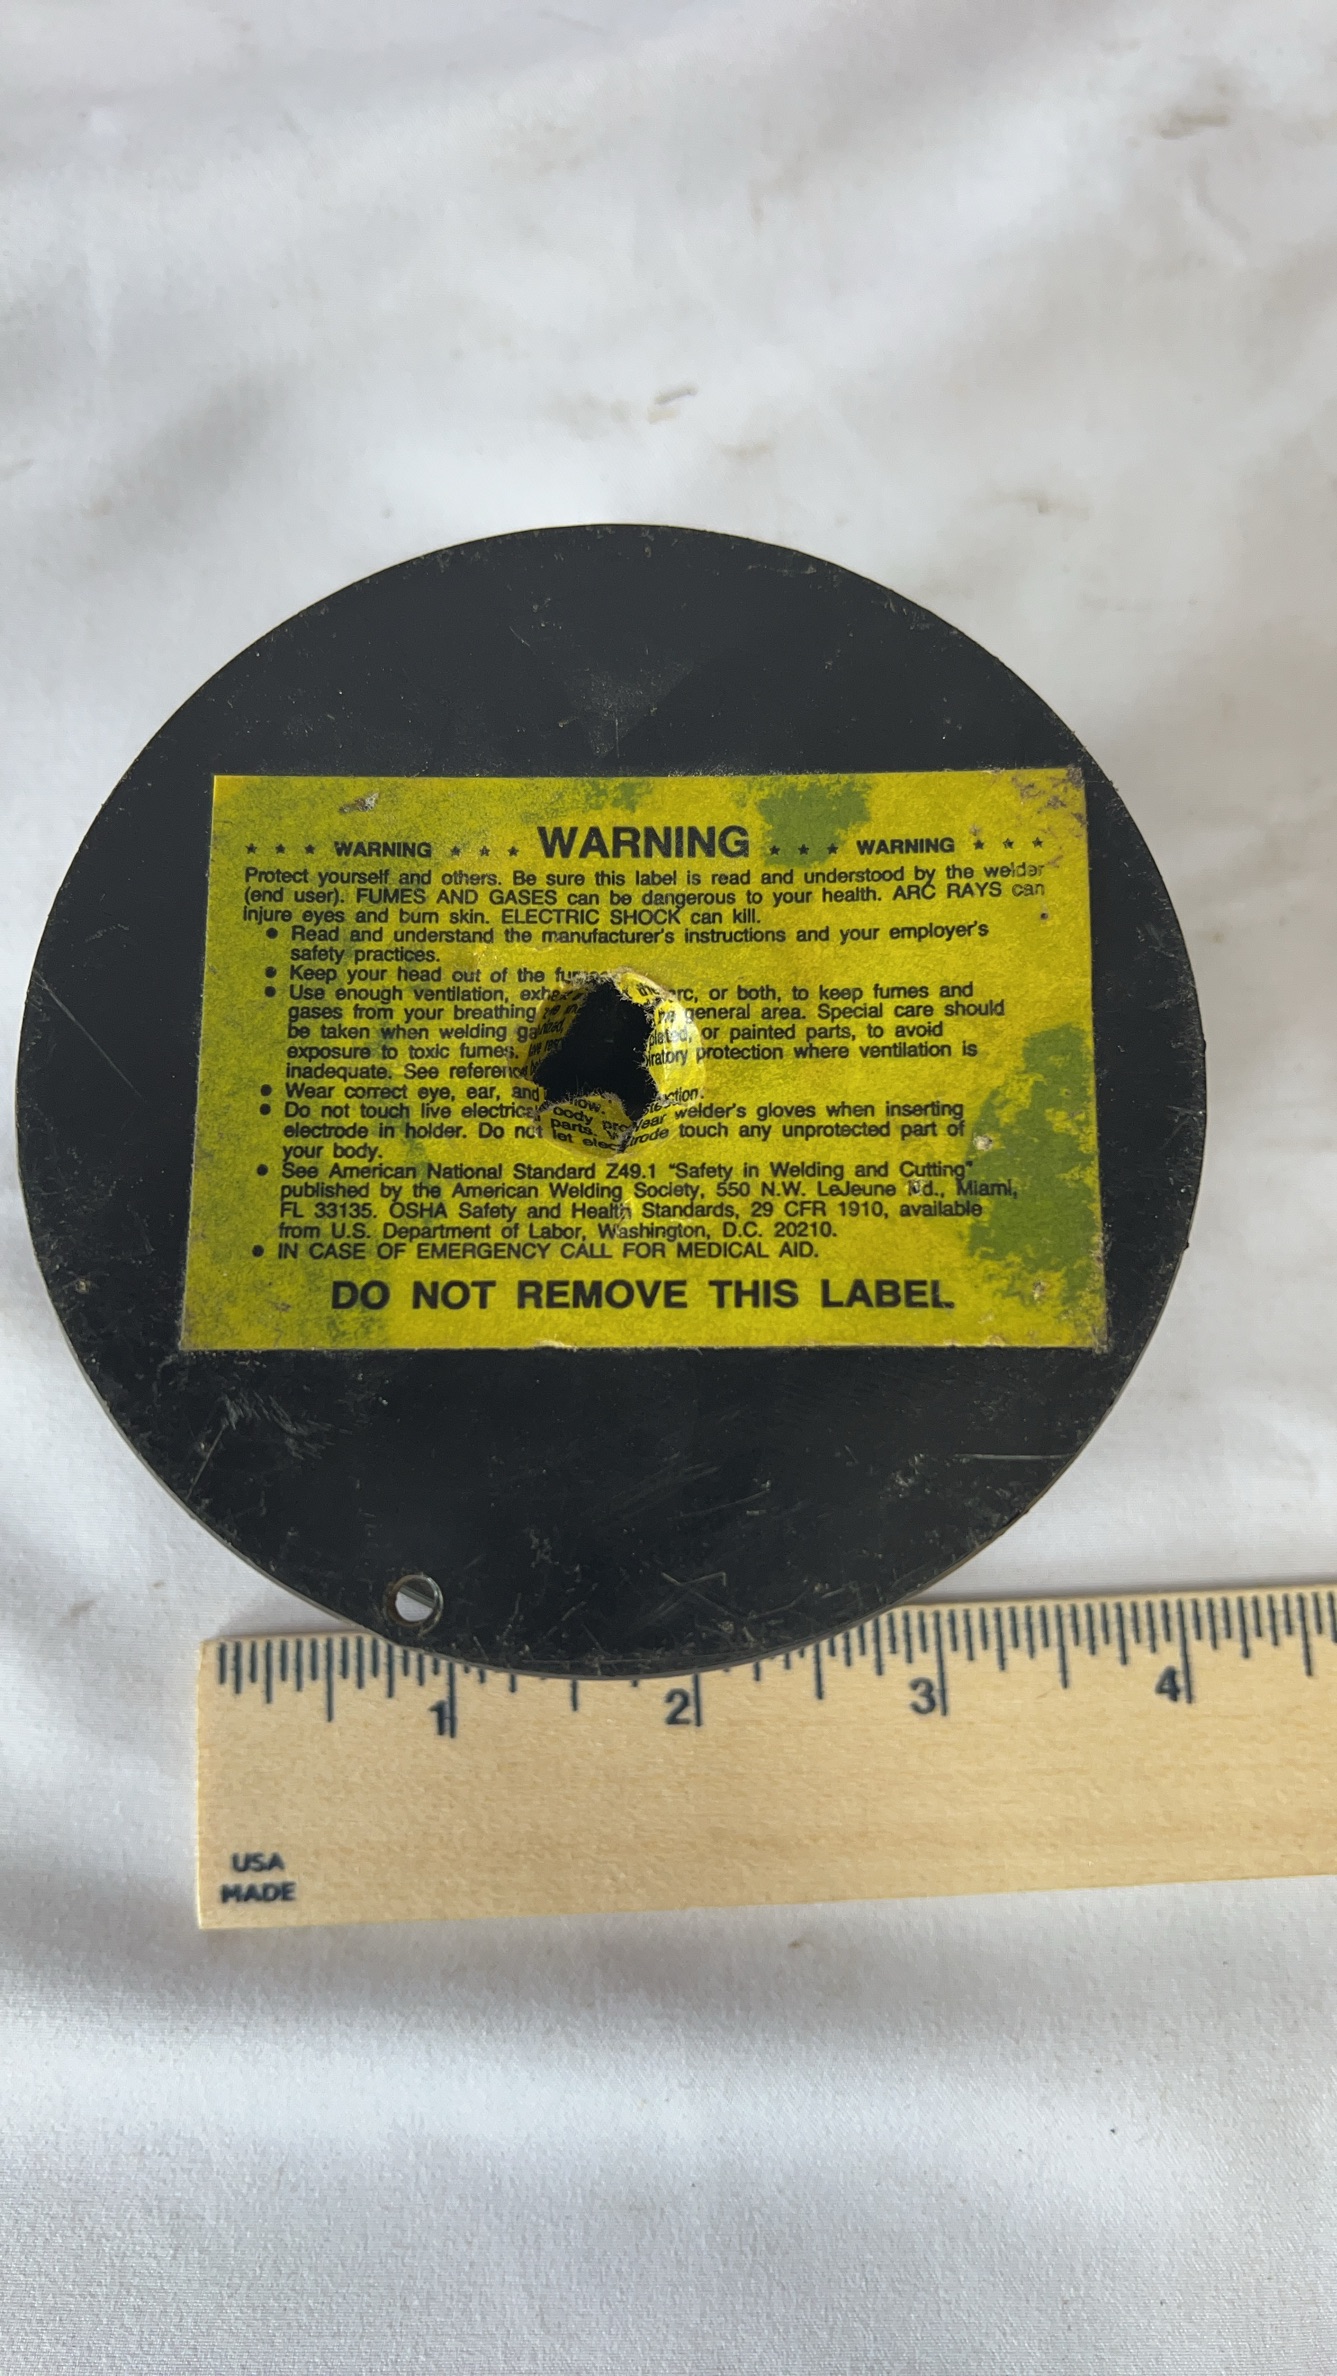 * * * WARNING * * * WARNING * * * WARNING * * *
Protect yourself and others. Be sure this label is read and understood by the welder
(end user). FUMES AND GASES can be dangerous to your health. ARC RAYS can
injure eyes and burn skin. ELECTRIC SHOCK can kill.
• Read and understand the manufacturer's instructions and your employer's
safety practices.
• Keep your head out of the fumes
• Use enough ventilation, the arc, or both, to keep fumes and
gases from your breathing general area. Special care should
be taken when welding or painted parts, to avoid
exposure to toxic fumes. protection where ventilation is
inadequate. See reference
• Wear correct eye, ear, and
• Do not touch live electrical parts. Wear welder's gloves when inserting
electrode in holder. Do not let electrode touch any unprotected part of
your body.
• See American National Standard Z49.1 "Safety in Welding and Cutting"
published by the American Welding Society, 550 N.W. LeJeune Rd., Miami,
FL 33135. OSHA Safety and Health Standards, 29 CFR 1910, available
from U.S. Department of Labor, Washington, D.C. 20210.
• IN CASE OF EMERGENCY CALL FOR MEDICAL AID.
DO NOT REMOVE THIS LABEL
1 2 3 4
USA
MADE